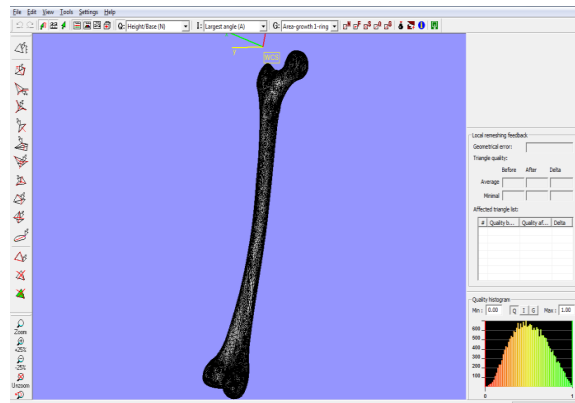 File Edit View Tools Settings Help
Q: Height/Base (N) I: Largest angle (A) G: Area-growth.1-ring
y WCS
Local remeshing feedback
Geometrical error:
Triangle quality:
Before After Delta
Average
Minimal
Affected triangle list:
# Quality b... Quality af... Delta
Zoom
+25%
-25%
Unzoom
Quality histogram
Min : 0.00 Q I G Max : 1.00
600
500
400
300
200
100
0 1